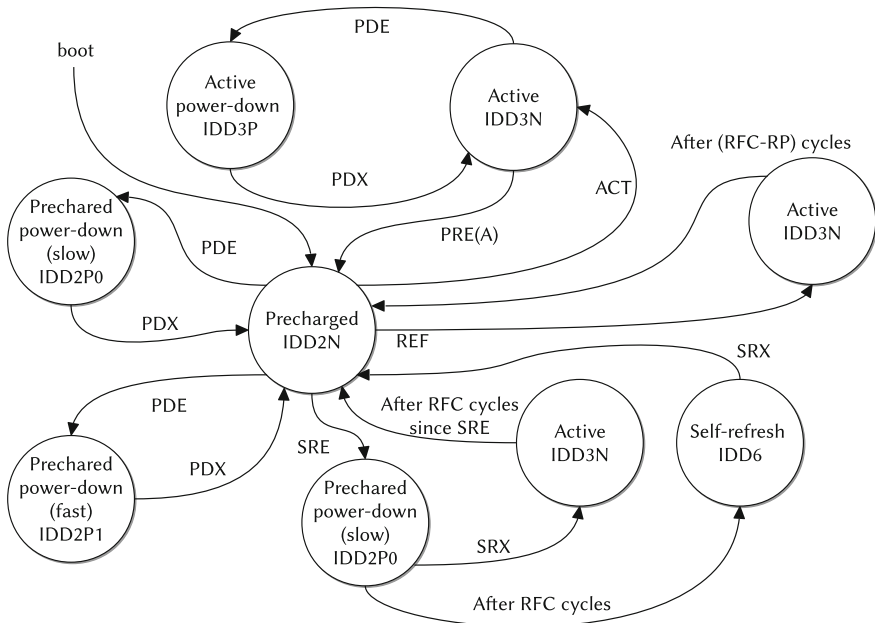 PDE
boot
Active
power-down
IDD3P
Active
IDD3N
After (RFC-RP) cycles
PDX
ACT
Prechared
power-down
(slow)
IDD2P0
PDE
PRE(A)
Active
IDD3N
PDX
Precharged
IDD2N
REF
SRX
PDE
After RFC cycles
since SRE
Prechared
power-down
(fast)
IDD2P1
PDX
SRE
Active
IDD3N
Self-refresh
IDD6
Prechared
power-down
(slow)
IDD2P0
SRX
After RFC cycles